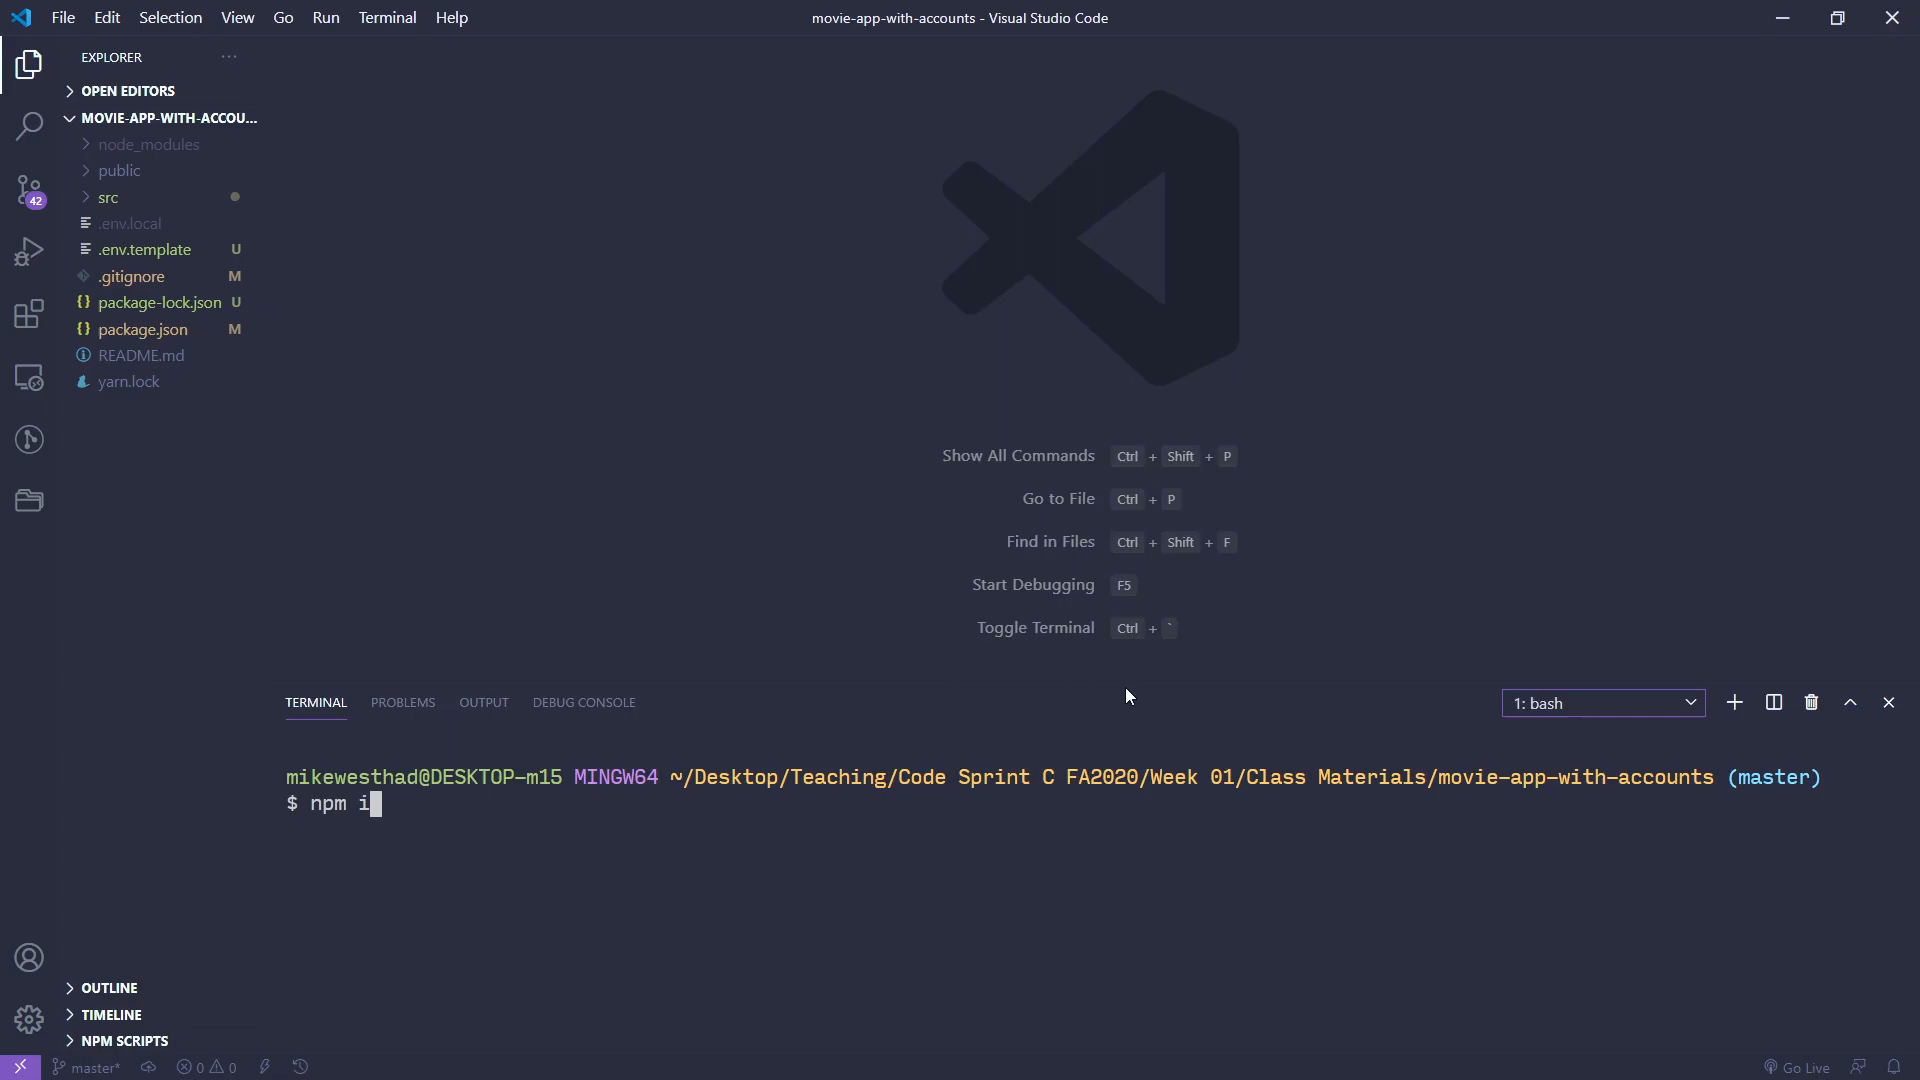 File Edit Selection View Go Run Terminal Help
movie-app-with-accounts - Visual Studio Code
EXPLORER
OPEN EDITORS
MOVIE-APP-WITH-ACCOU...
node_modules
public
src
.env.local
.env.template U
.gitignore M
package-lock.json U
package.json M
README.md
yarn.lock
42
Show All Commands Ctrl + Shift + P
Go to File Ctrl + P
Find in Files Ctrl + Shift + F
Start Debugging F5
Toggle Terminal Ctrl + `
TERMINAL PROBLEMS OUTPUT DEBUG CONSOLE
1: bash
mikewesthad@DESKTOP-m15 MINGW64 ~/Desktop/Teaching/Code Sprint C FA2020/Week 01/Class Materials/movie-app-with-accounts (master)
$ npm i
OUTLINE
TIMELINE
NPM SCRIPTS
master* 0 0 Go Live